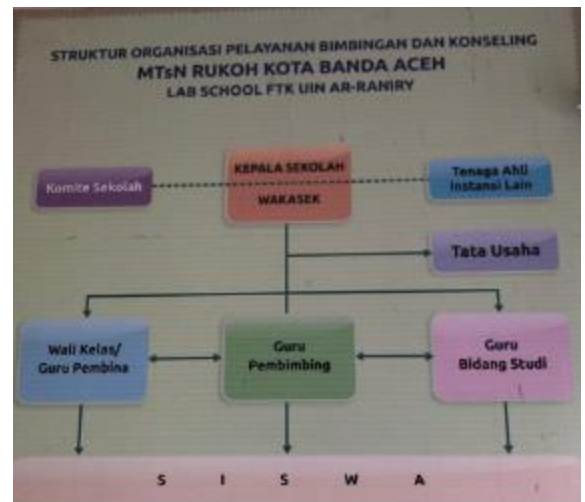 STRUKTUR ORGANISASI PELAYANAN BIMBINGAN DAN KONSELING
MTsN RUKOH KOTA BANDA ACEH
LAB SCHOOL FTK UIN AR-RANIRY
Komite Sekolah
KEPALA SEKOLAH
WAKASEK
Tenaga Ahli
Instansi Lain
Tata Usaha
Wali Kelas/
Guru Pembina
Guru
Pembimbing
Guru
Bidang Studi
S I S W A